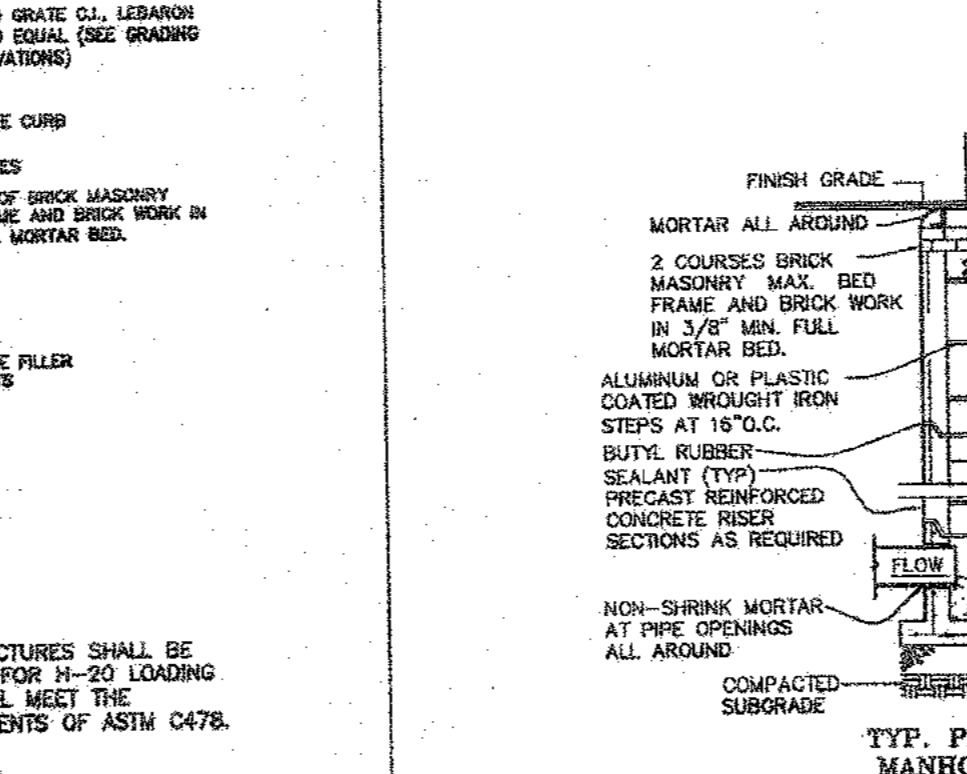 GRATE C.I., LEBARON
EQUAL (SEE GRADING
VATIONS)
E CURB
ES
OF BRICK MASONRY
ME AND BRICK WORK IN
MORTAR BED.
E FILLER
TS
CTURES SHALL BE
FOR H-20 LOADING
L MEET THE
ENTS OF ASTM C478.
FINISH GRADE
MORTAR ALL AROUND
2 COURSES BRICK
MASONRY MAX. BED
FRAME AND BRICK WORK
IN 3/8" MIN. FULL
MORTAR BED.
ALUMINUM OR PLASTIC
COATED WROUGHT IRON
STEPS AT 16"O.C.
BUTYL RUBBER
SEALANT (TYP)
PRECAST REINFORCED
CONCRETE RISER
SECTIONS AS REQUIRED
FLOW
NON-SHRINK MORTAR
AT PIPE OPENINGS
ALL AROUND
COMPACTED
SUBGRADE
TYP. P
MANHO